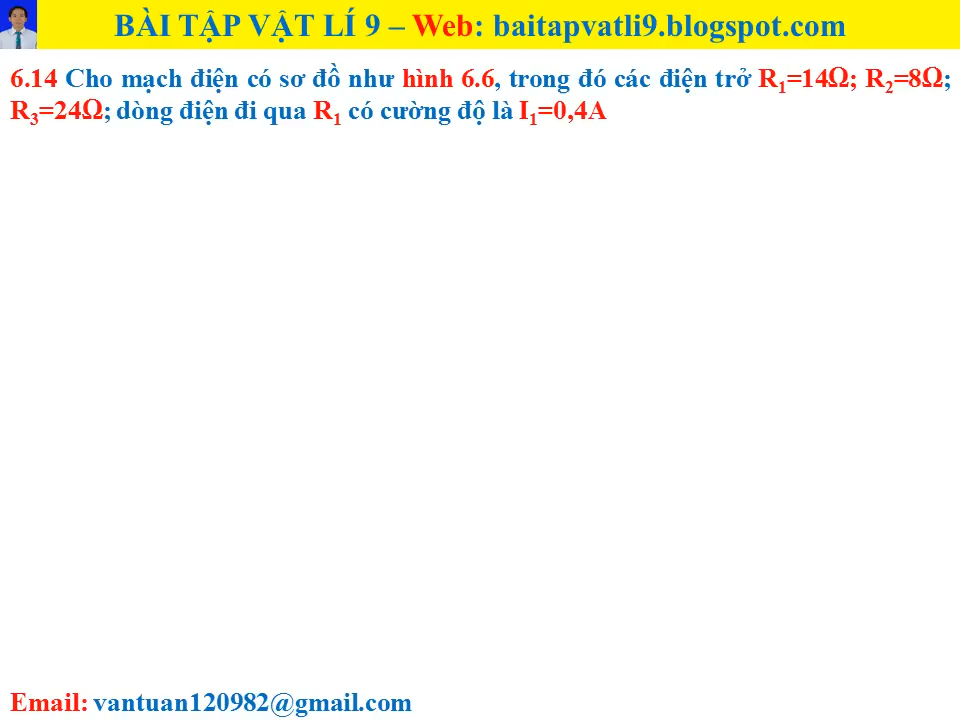 BÀI TẬP VẬT LÍ 9 – Web: baitapvatli9.blogspot.com
6.14 Cho mạch điện có sơ đồ như hình 6.6, trong đó các điện trở R₁=14Ω; R₂=8Ω;
R₃=24Ω; dòng điện đi qua R₁ có cường độ là I₁=0,4A
Email: vantuan120982@gmail.com